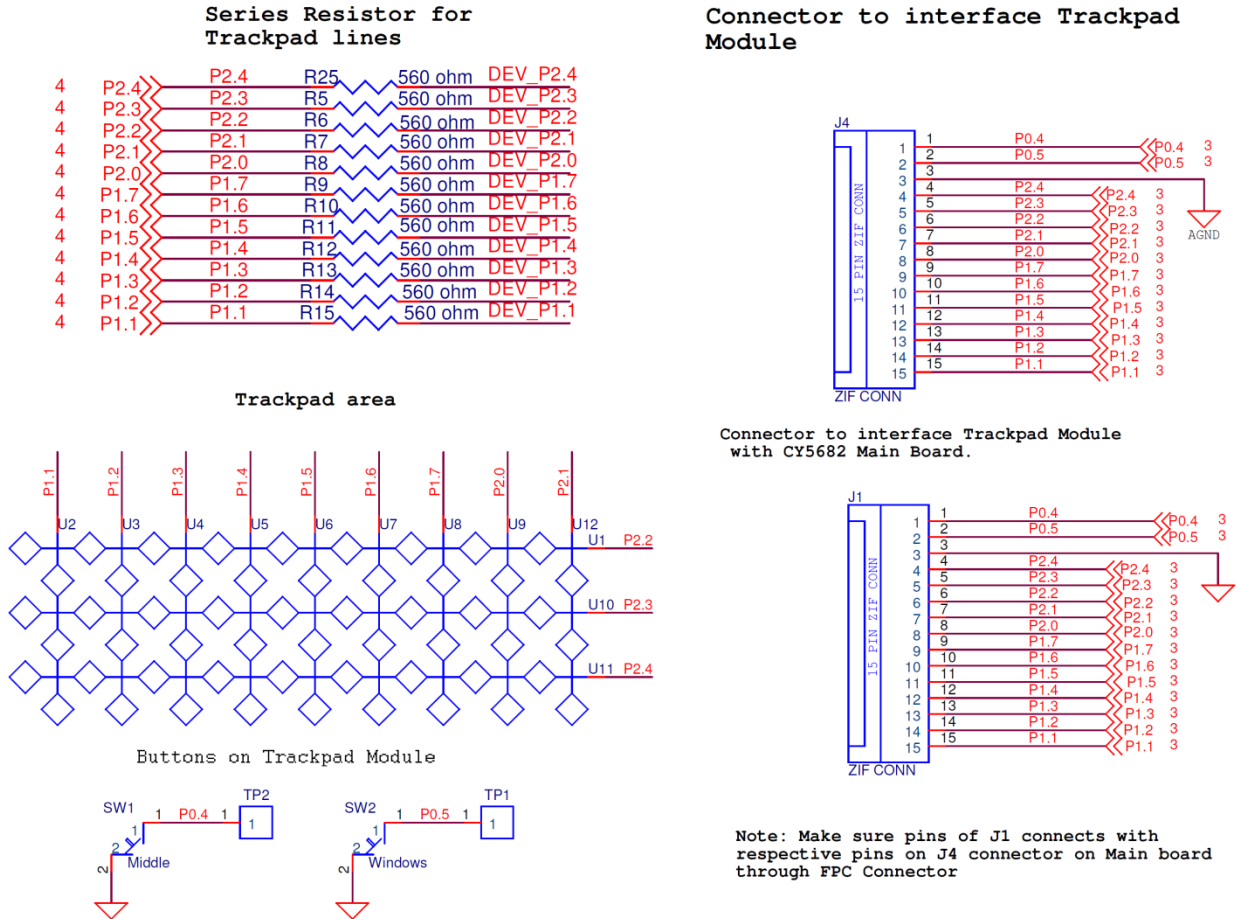 Series Resistor for
Trackpad lines
4 P2.4 P2.4 R25 560 ohm DEV_P2.4
4 P2.3 P2.3 R5 560 ohm DEV_P2.3
4 P2.2 P2.2 R6 560 ohm DEV_P2.2
4 P2.1 P2.1 R7 560 ohm DEV_P2.1
4 P2.0 P2.0 R8 560 ohm DEV_P2.0
4 P1.7 P1.7 R9 560 ohm DEV_P1.7
4 P1.6 P1.6 R10 560 ohm DEV_P1.6
4 P1.5 P1.5 R11 560 ohm DEV_P1.5
4 P1.4 P1.4 R12 560 ohm DEV_P1.4
4 P1.3 P1.3 R13 560 ohm DEV_P1.3
4 P1.2 P1.2 R14 560 ohm DEV_P1.2
4 P1.1 P1.1 R15 560 ohm DEV_P1.1
Trackpad area
P1.1 P1.2 P1.3 P1.4 P1.5 P1.6 P1.7 P2.0 P2.1
U2 U3 U4 U5 U6 U7 U8 U9 U12
U1 P2.2
U10 P2.3
U11 P2.4
Buttons on Trackpad Module
SW1 1 P0.4 1 TP2
1 1
2 Middle
2
SW2 1 P0.5 1 TP1
1 1
2 Windows
2
Connector to interface Trackpad
Module
J4
15 PIN ZIF CONN
1 1 P0.4 P0.4 3
2 2 P0.5 P0.5 3
3 3
AGND
4 4 P2.4 P2.4 3
5 5 P2.3 P2.3 3
6 6 P2.2 P2.2 3
7 7 P2.1 P2.1 3
8 8 P2.0 P2.0 3
9 9 P1.7 P1.7 3
10 10 P1.6 P1.6 3
11 11 P1.5 P1.5 3
12 12 P1.4 P1.4 3
13 13 P1.3 P1.3 3
14 14 P1.2 P1.2 3
15 15 P1.1 P1.1 3
ZIF CONN
Connector to interface Trackpad Module
with CY5682 Main Board.
J1
15 PIN ZIF CONN
1 1 P0.4 P0.4 3
2 2 P0.5 P0.5 3
3 3
4 4 P2.4 P2.4 3
5 5 P2.3 P2.3 3
6 6 P2.2 P2.2 3
7 7 P2.1 P2.1 3
8 8 P2.0 P2.0 3
9 9 P1.7 P1.7 3
10 10 P1.6 P1.6 3
11 11 P1.5 P1.5 3
12 12 P1.4 P1.4 3
13 13 P1.3 P1.3 3
14 14 P1.2 P1.2 3
15 15 P1.1 P1.1 3
ZIF CONN
Note: Make sure pins of J1 connects with
respective pins on J4 connector on Main board
through FPC Connector